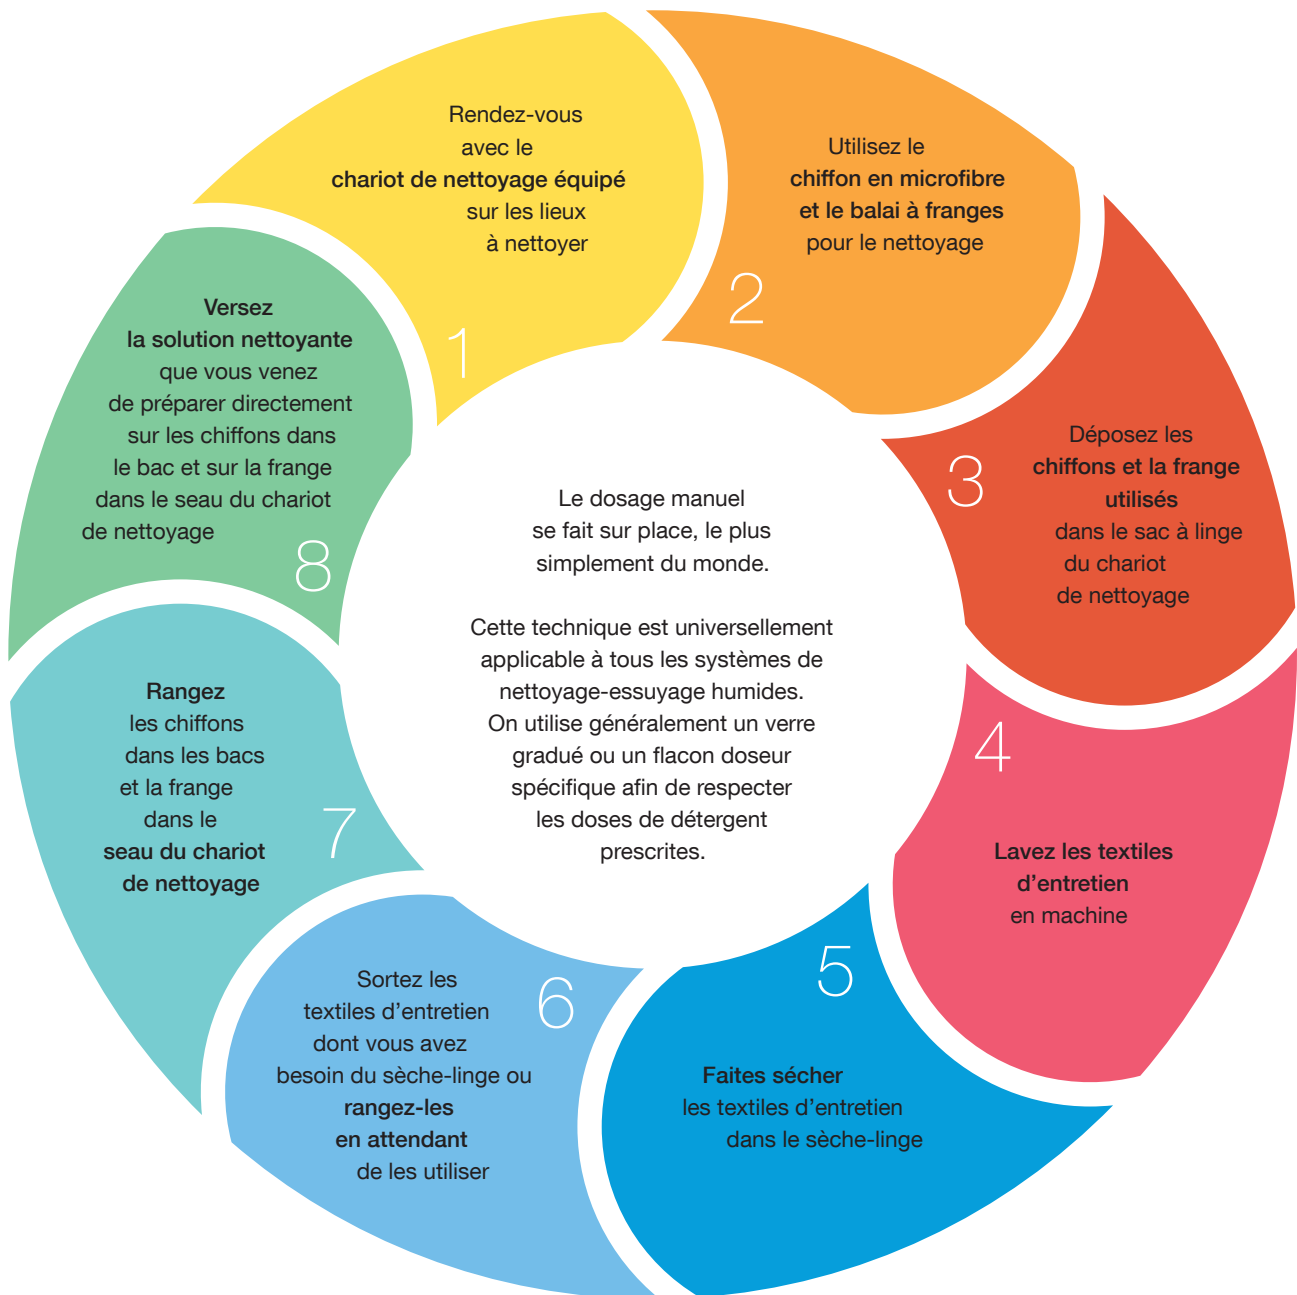 Rendez-vous
avec le
chariot de nettoyage équipé
sur les lieux
à nettoyer
1
Utilisez le
chiffon en microfibre
et le balai à franges
pour le nettoyage
2
Déposez les
chiffons et la frange
utilisés
dans le sac à linge
du chariot
de nettoyage
3
4
Lavez les textiles
d’entretien
en machine
5
Faites sécher
les textiles d’entretien
dans le sèche-linge
6
Sortez les
textiles d’entretien
dont vous avez
besoin du sèche-linge ou
rangez-les
en attendant
de les utiliser
7
Rangez
les chiffons
dans les bacs
et la frange
dans le
seau du chariot
de nettoyage
8
Versez
la solution nettoyante
que vous venez
de préparer directement
sur les chiffons dans
le bac et sur la frange
dans le seau du chariot
de nettoyage
Le dosage manuel
se fait sur place, le plus
simplement du monde.
Cette technique est universellement
applicable à tous les systèmes de
nettoyage-essuyage humides.
On utilise généralement un verre
gradué ou un flacon doseur
spécifique afin de respecter
les doses de détergent
prescrites.